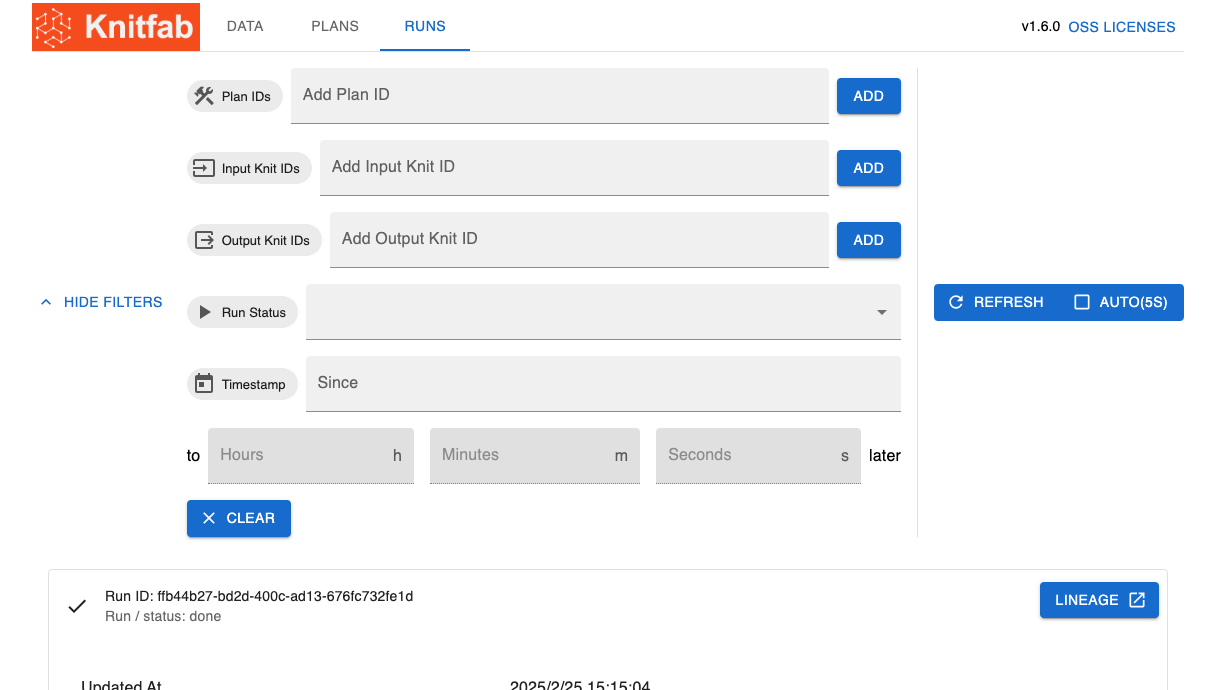 Knitfab DATA PLANS RUNS v1.6.0 OSS LICENSES
Plan IDs Add Plan ID ADD
Input Knit IDs Add Input Knit ID ADD
Output Knit IDs Add Output Knit ID ADD
HIDE FILTERS Run Status REFRESH AUTO(5S)
Timestamp Since
to Hours h Minutes m Seconds s later
CLEAR
Run ID: ffb44b27-bd2d-400c-ad13-676fc732fe1d LINEAGE
Run / status: done
Updated At 2025/2/25 15:15:04